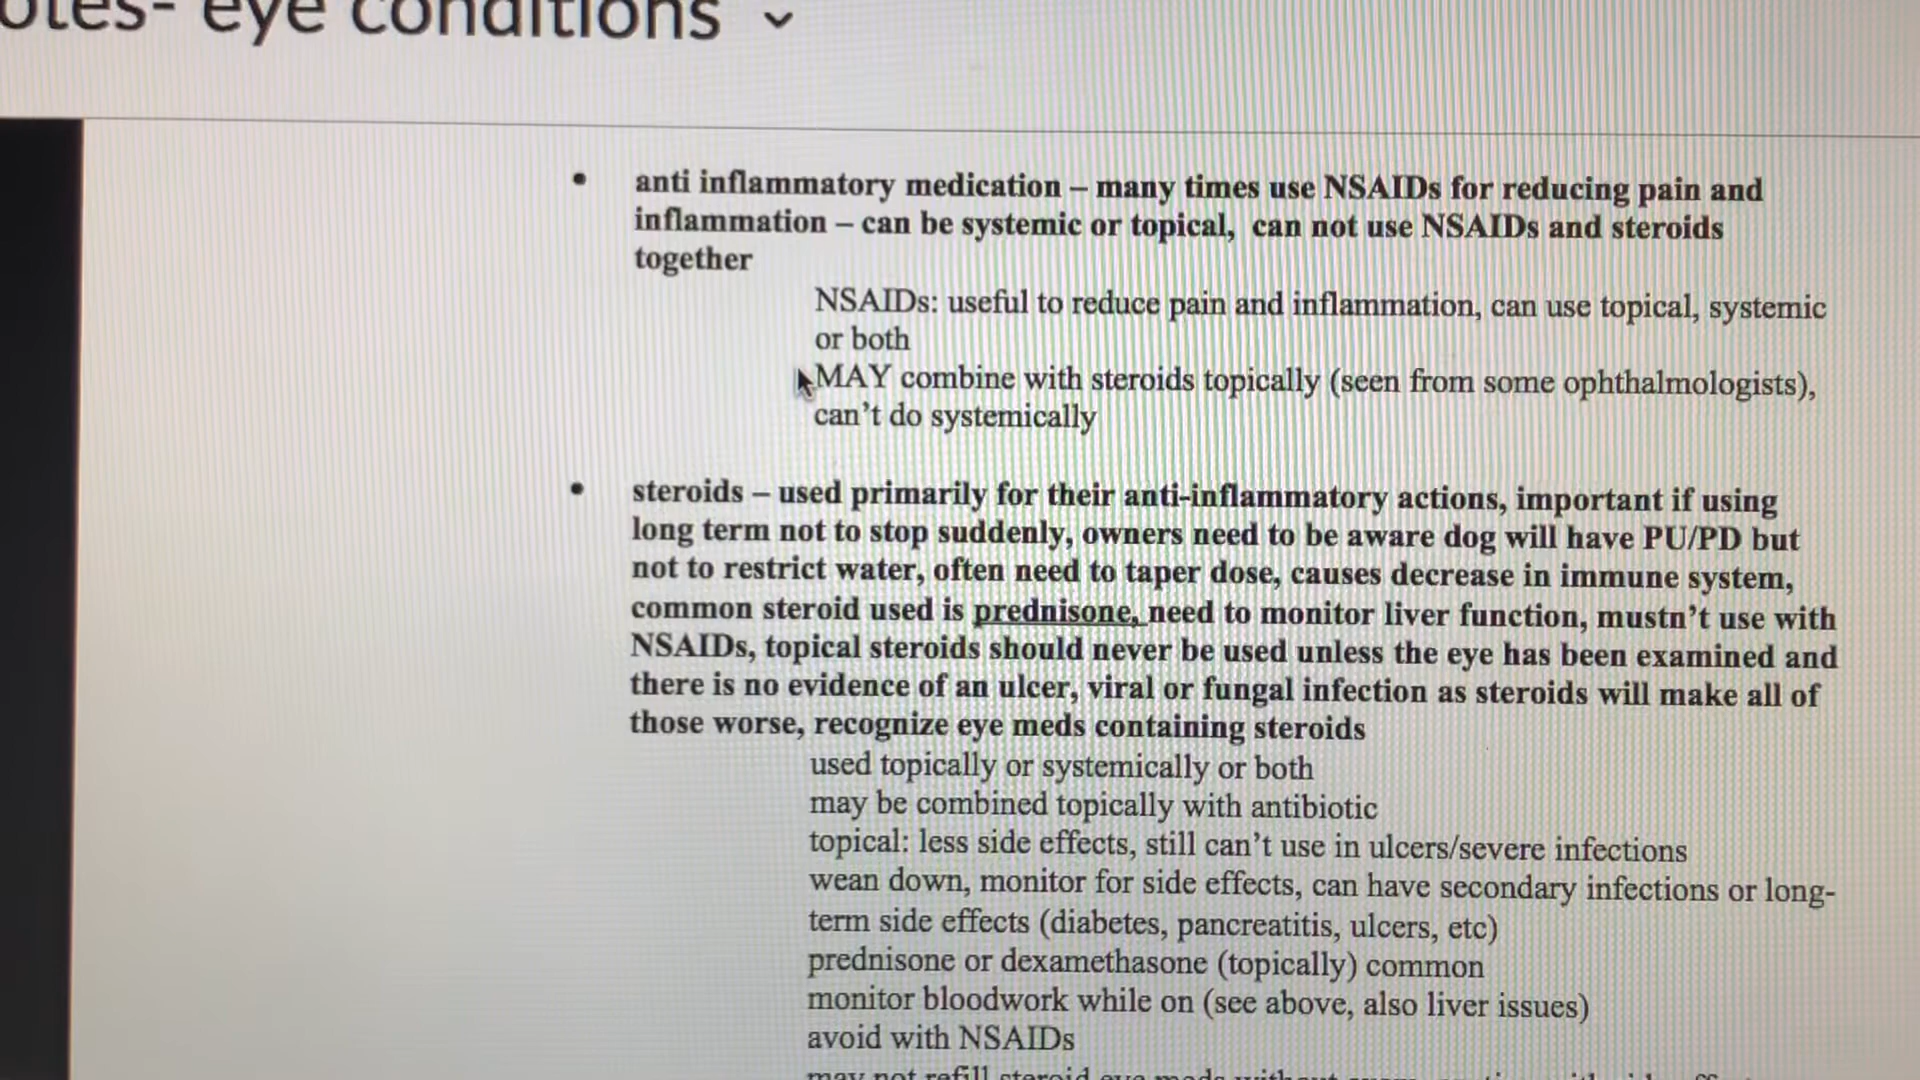 eye conditions
• anti inflammatory medication – many times use NSAIDs for reducing pain and
inflammation – can be systemic or topical, can not use NSAIDs and steroids
together
NSAIDs: useful to reduce pain and inflammation, can use topical, systemic
or both
MAY combine with steroids topically (seen from some ophthalmologists),
can’t do systemically
• steroids – used primarily for their anti-inflammatory actions, important if using
long term not to stop suddenly, owners need to be aware dog will have PU/PD but
not to restrict water, often need to taper dose, causes decrease in immune system,
common steroid used is prednisone, need to monitor liver function, mustn’t use with
NSAIDs, topical steroids should never be used unless the eye has been examined and
there is no evidence of an ulcer, viral or fungal infection as steroids will make all of
those worse, recognize eye meds containing steroids
used topically or systemically or both
may be combined topically with antibiotic
topical: less side effects, still can’t use in ulcers/severe infections
wean down, monitor for side effects, can have secondary infections or long-
term side effects (diabetes, pancreatitis, ulcers, etc)
prednisone or dexamethasone (topically) common
monitor bloodwork while on (see above, also liver issues)
avoid with NSAIDs
may not refill steroid eye meds without